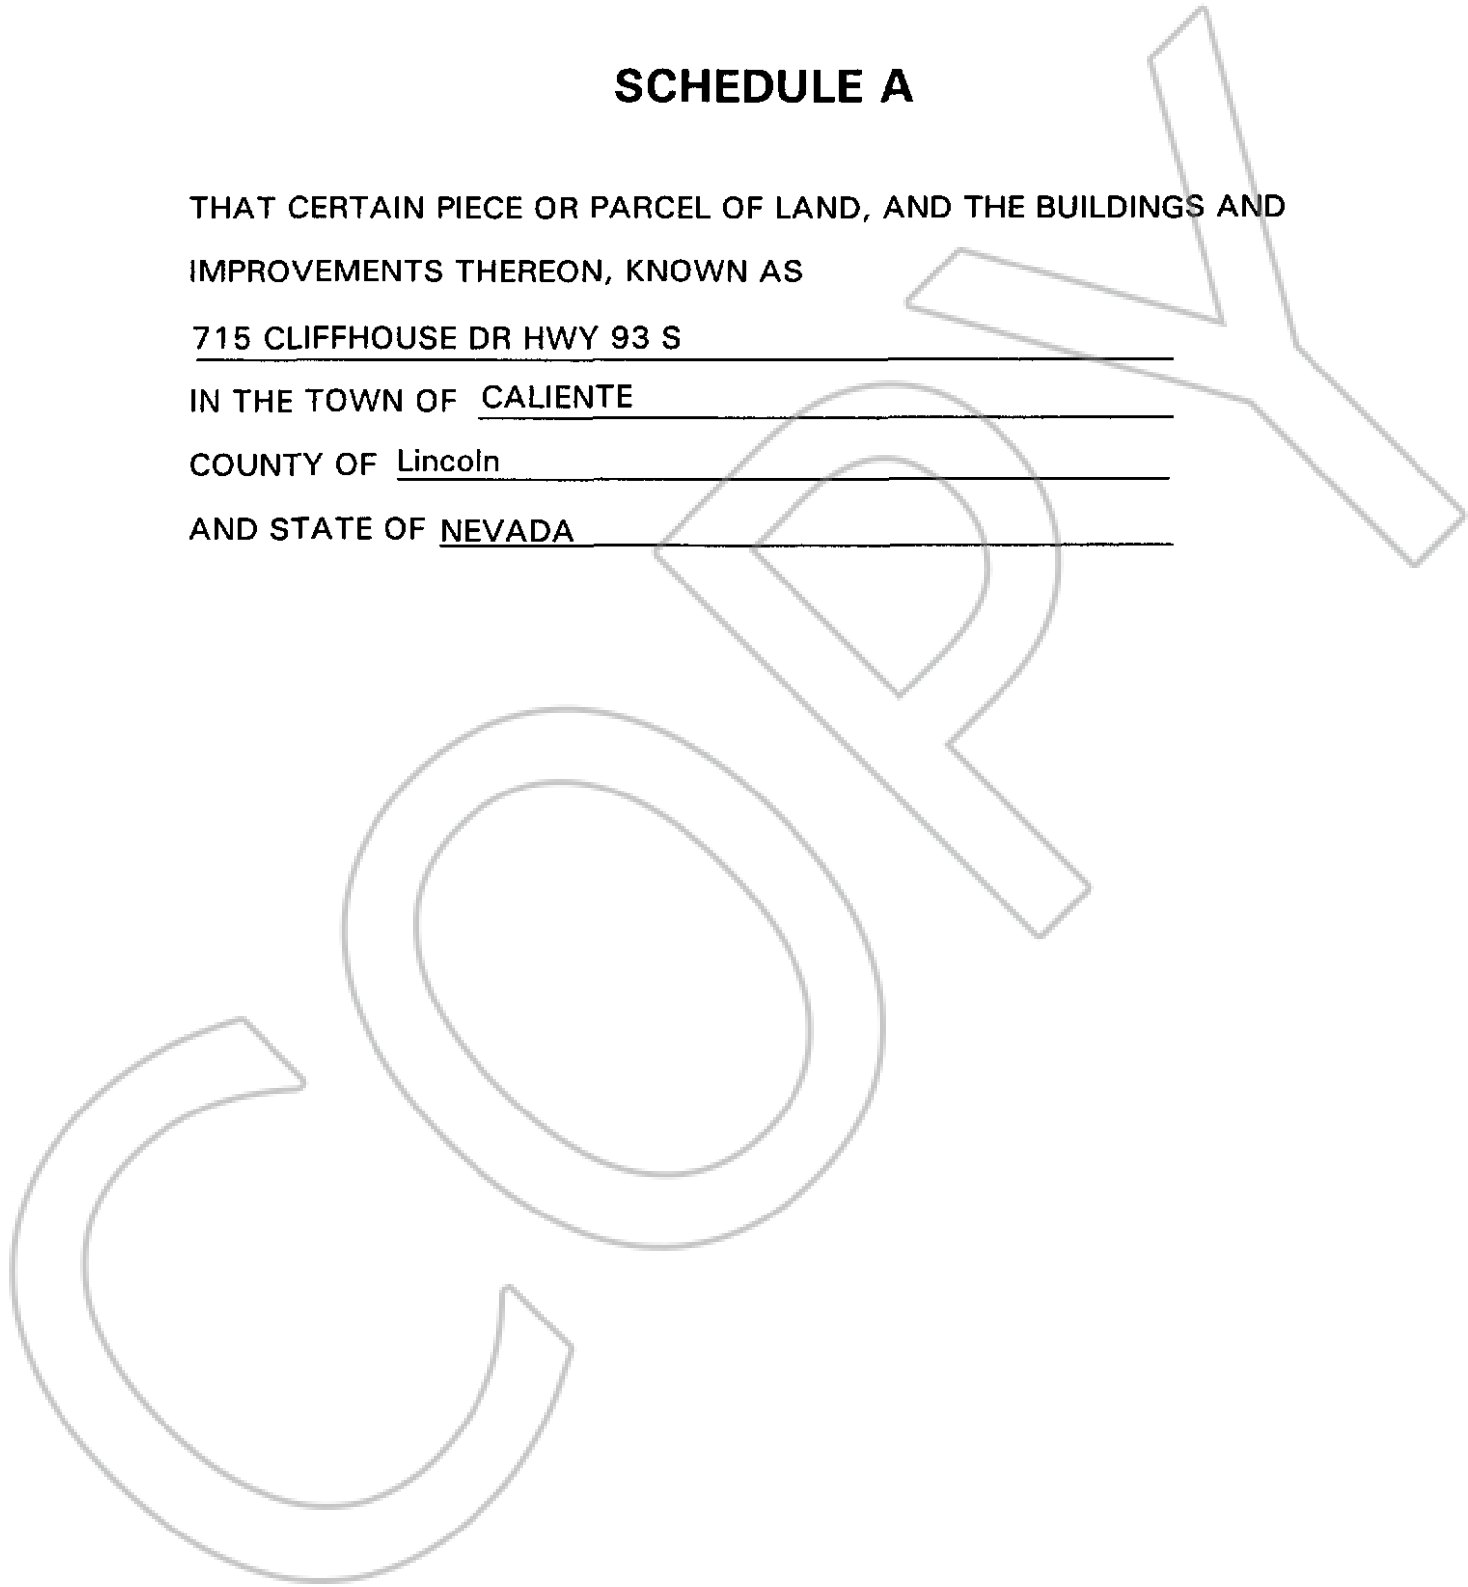 SCHEDULE A
THAT CERTAIN PIECE OR PARCEL OF LAND, AND THE BUILDINGS AND
IMPROVEMENTS THEREON, KNOWN AS
715 CLIFFHOUSE DR HWY 93 S
IN THE TOWN OF CALIENTE
COUNTY OF Lincoln
AND STATE OF NEVADA
COPY